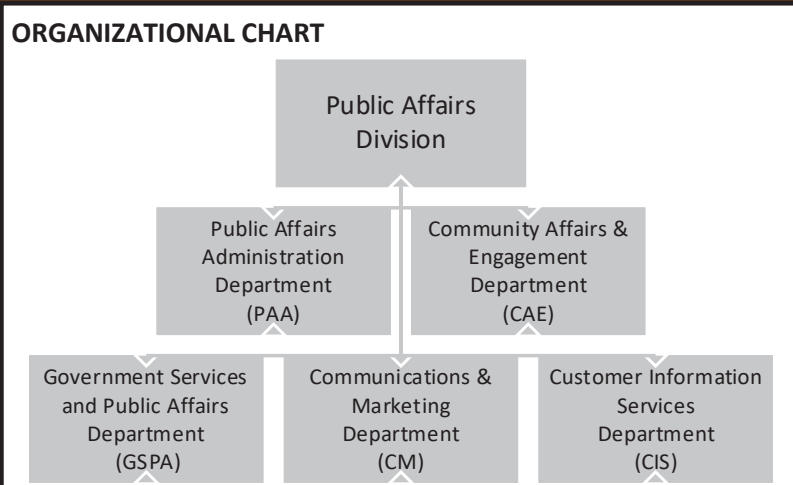 ORGANIZATIONAL CHART
Public Affairs
Division
Public Affairs
Administration
Department
(PAA)
Community Affairs &
Engagement
Department
(CAE)
Government Services
and Public Affairs
Department
(GSPA)
Communications &
Marketing
Department
(CM)
Customer Information
Services
Department
(CIS)